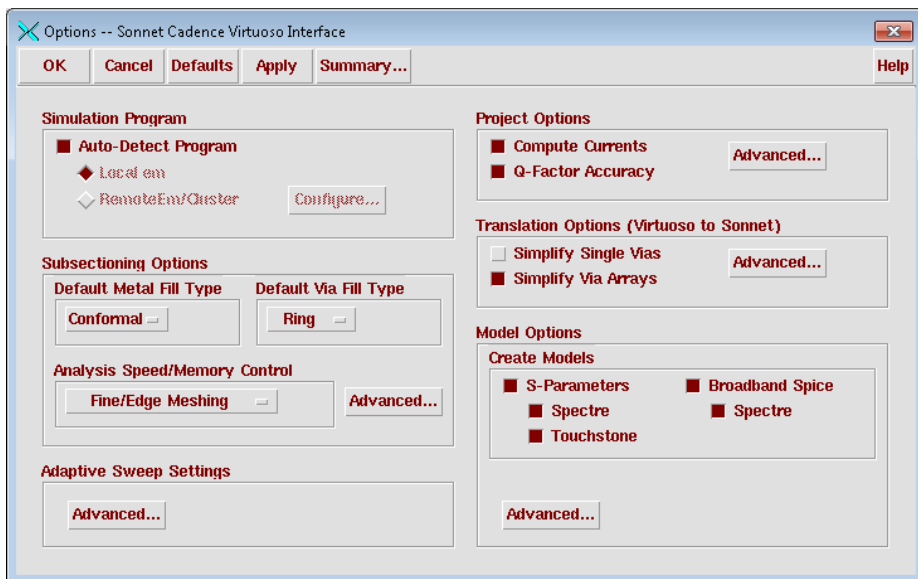 Options -- Sonnet Cadence Virtuoso Interface
OK Cancel Defaults Apply Summary... Help
Simulation Program
Auto-Detect Program
Local em
RemoteEm/Cluster Configure...
Subsectioning Options
Default Metal Fill Type Default Via Fill Type
Conformal Ring
Analysis Speed/Memory Control
Fine/Edge Meshing Advanced...
Adaptive Sweep Settings
Advanced...
Project Options
Compute Currents
Advanced...
Q-Factor Accuracy
Translation Options (Virtuoso to Sonnet)
Simplify Single Vias
Advanced...
Simplify Via Arrays
Model Options
Create Models
S-Parameters Broadband Spice
Spectre Spectre
Touchstone
Advanced...